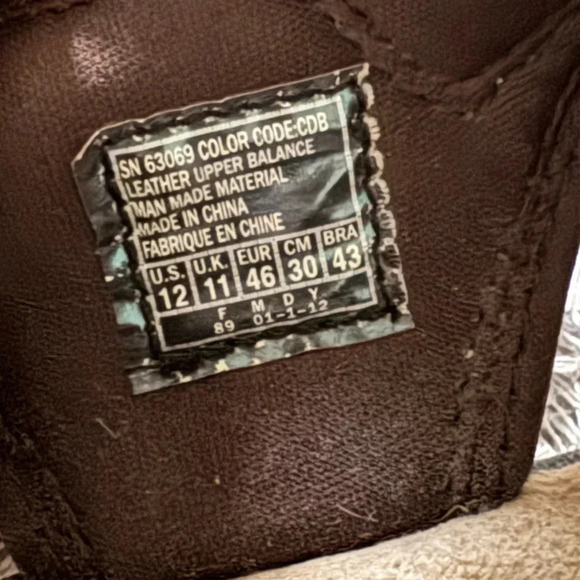 SN 63069 COLOR CODE:CDB
LEATHER UPPER BALANCE
MAN MADE MATERIAL
MADE IN CHINA
FABRIQUE EN CHINE
U.S. U.K. EUR CM BRA
12 11 46 30 43
F M D Y
89 01-1-12